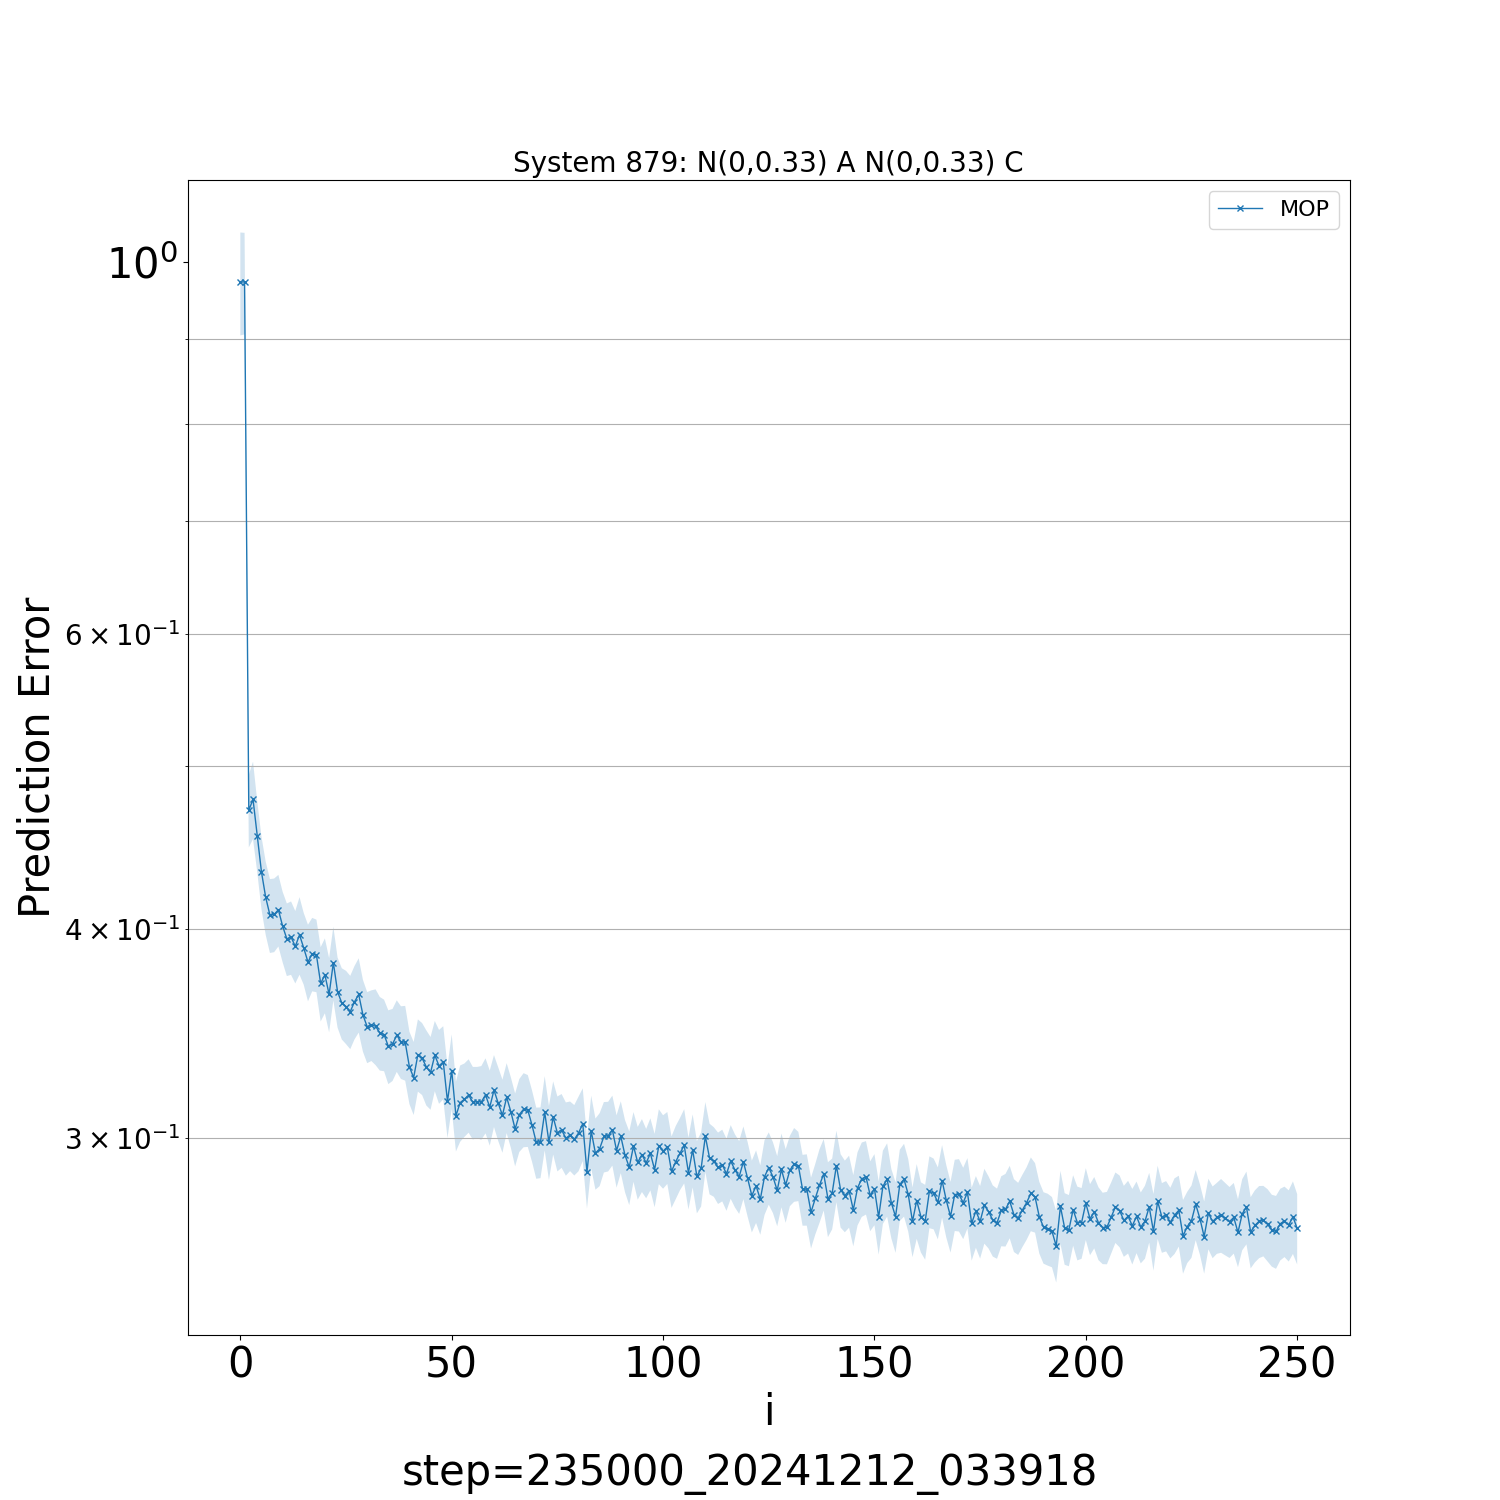 System 879: N(0,0.33) A N(0,0.33) C
MOP
10⁰
6 × 10⁻¹
4 × 10⁻¹
3 × 10⁻¹
Prediction Error
0 50 100 150 200 250
i
step=235000_20241212_033918